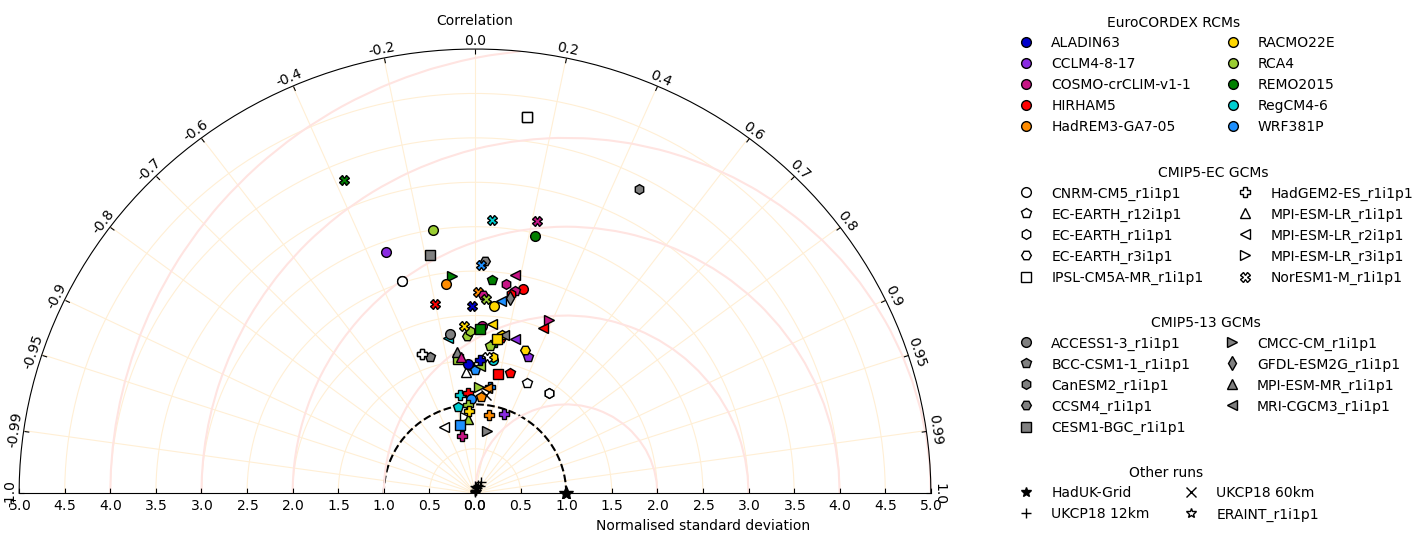 Correlation
0.0
-0.2
0.2
-0.4
0.4
-0.6
0.6
-0.7
0.7
-0.8
0.8
-0.9
0.9
-0.95
0.95
-0.99
0.99
-1.0
1.0
5.0 4.5 4.0 3.5 3.0 2.5 2.0 1.5 1.0 0.5 0.0 0.5 1.0 1.5 2.0 2.5 3.0 3.5 4.0 4.5 5.0
Normalised standard deviation
EuroCORDEX RCMs
ALADIN63 RACMO22E
CCLM4-8-17 RCA4
COSMO-crCLIM-v1-1 REMO2015
HIRHAM5 RegCM4-6
HadREM3-GA7-05 WRF381P
CMIP5-EC GCMs
CNRM-CM5_r1i1p1 HadGEM2-ES_r1i1p1
EC-EARTH_r12i1p1 MPI-ESM-LR_r1i1p1
EC-EARTH_r1i1p1 MPI-ESM-LR_r2i1p1
EC-EARTH_r3i1p1 MPI-ESM-LR_r3i1p1
IPSL-CM5A-MR_r1i1p1 NorESM1-M_r1i1p1
CMIP5-13 GCMs
ACCESS1-3_r1i1p1 CMCC-CM_r1i1p1
BCC-CSM1-1_r1i1p1 GFDL-ESM2G_r1i1p1
CanESM2_r1i1p1 MPI-ESM-MR_r1i1p1
CCSM4_r1i1p1 MRI-CGCM3_r1i1p1
CESM1-BGC_r1i1p1
Other runs
HadUK-Grid UKCP18 60km
UKCP18 12km ERAINT_r1i1p1